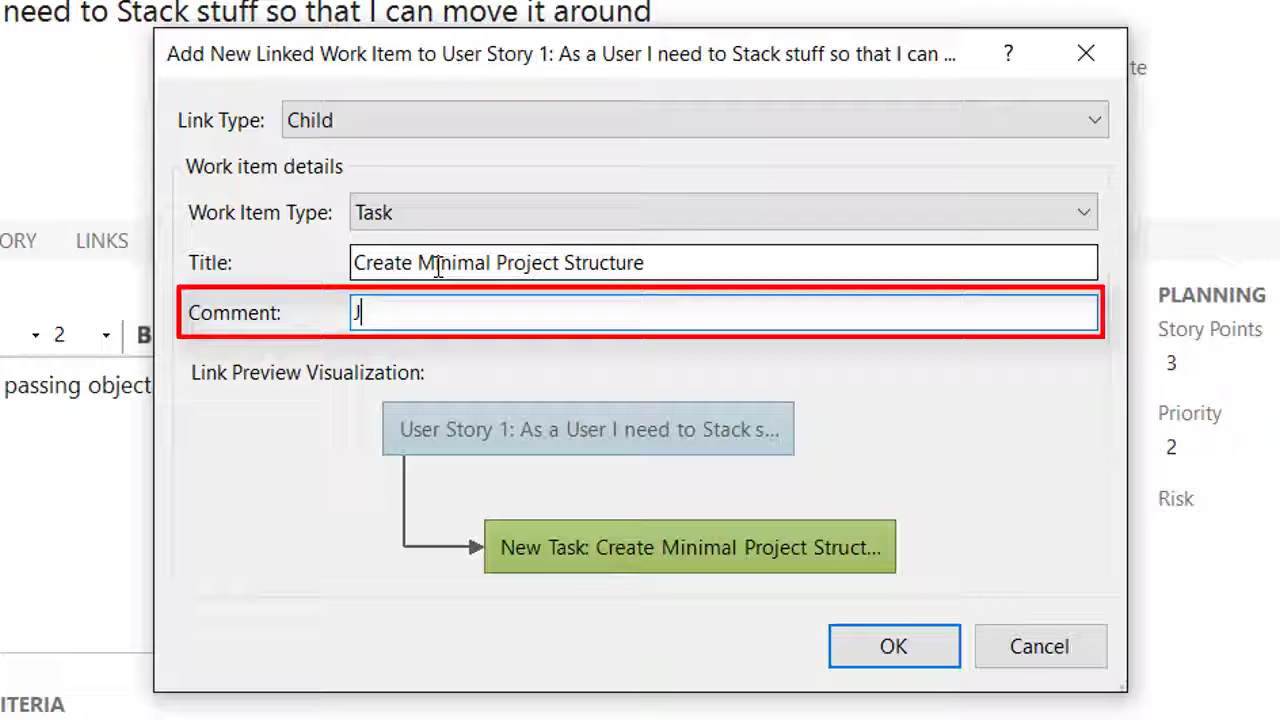 need to Stack stuff so that I can move it around
Add New Linked Work Item to User Story 1: As a User I need to Stack stuff so that I can ...
?
te
Link Type: Child
Work item details
Work Item Type: Task
ORY LINKS
Title: Create Minimal Project Structure
PLANNING
Comment: J
Story Points
2 B
3
Link Preview Visualization:
passing object
Priority
User Story 1: As a User I need to Stack s...
2
Risk
New Task: Create Minimal Project Struct...
OK Cancel
ITERIA